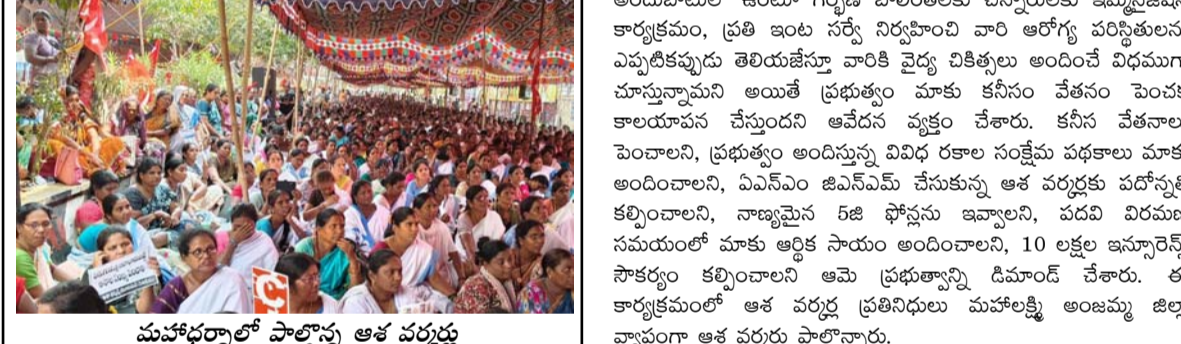 మహాధర్నాలో పాల్గొన్న ఆశ వర్కర్లు
కార్యక్రమం, ప్రతి ఇంట సర్వే నిర్వహించి వారి ఆరోగ్య పరిస్థితులన
ఎప్పటికప్పుడు తెలియజేస్తూ వారికి వైద్య చికిత్సలు అందించే విధముగ
చూస్తున్నామని అయితే ప్రభుత్వం మాకు కనీసం వేతనం పెంచక
కాలయాపన చేస్తుందని ఆవేదన వ్యక్తం చేశారు. కనీస వేతనాల
పెంచాలని, ప్రభుత్వం అందిస్తున్న వివిధ రకాల సంక్షేమ పథకాలు మాక
అందించాలని, ఏఎన్ఎం జిఎన్ఎమ్ చేసుకున్న ఆశ వర్కర్లకు పదోన్నతి
కల్పించాలని, నాణ్యమైన 5జి ఫోన్లను ఇవ్వాలని, పదవి విరమణ
సమయంలో మాకు ఆర్థిక సాయం అందించాలని, 10 లక్షల ఇన్సూరెన్స్
సౌకర్యం కల్పించాలని ఆమె ప్రభుత్వాన్ని డిమాండ్ చేశారు. ఈ
కార్యక్రమంలో ఆశ వర్కర్ల ప్రతినిధులు మహాలక్ష్మి అంజమ్మ జిల్లా
వ్యాప్తంగా ఆశ వర్కర్లు పాల్గొన్నారు.